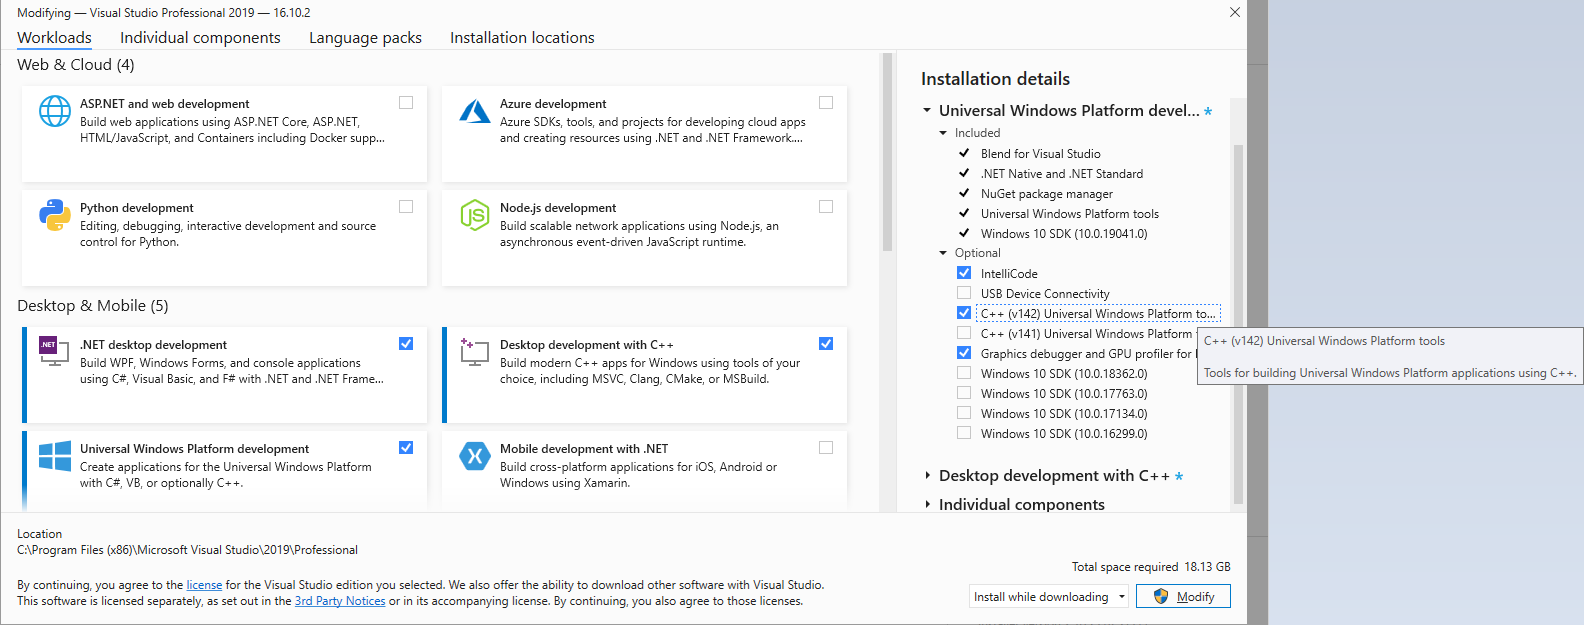 Modifying — Visual Studio Professional 2019 — 16.10.2
Workloads
Individual components
Language packs
Installation locations
Web & Cloud (4)
ASP.NET and web development
Build web applications using ASP.NET Core, ASP.NET,
HTML/JavaScript, and Containers including Docker supp...
Azure development
Azure SDKs, tools, and projects for developing cloud apps
and creating resources using .NET and .NET Framework....
Python development
Editing, debugging, interactive development and source
control for Python.
Node.js development
Build scalable network applications using Node.js, an
asynchronous event-driven JavaScript runtime.
Desktop & Mobile (5)
.NET desktop development
Build WPF, Windows Forms, and console applications
using C#, Visual Basic, and F# with .NET and .NET Frame...
Desktop development with C++
Build modern C++ apps for Windows using tools of your
choice, including MSVC, Clang, CMake, or MSBuild.
Universal Windows Platform development
Create applications for the Universal Windows Platform
with C#, VB, or optionally C++.
Mobile development with .NET
Build cross-platform applications for iOS, Android or
Windows using Xamarin.
Installation details
Universal Windows Platform devel... *
Included
Blend for Visual Studio
.NET Native and .NET Standard
NuGet package manager
Universal Windows Platform tools
Windows 10 SDK (10.0.19041.0)
Optional
IntelliCode
USB Device Connectivity
C++ (v142) Universal Windows Platform to...
C++ (v141) Universal Windows Platform
Graphics debugger and GPU profiler for
Windows 10 SDK (10.0.18362.0)
Windows 10 SDK (10.0.17763.0)
Windows 10 SDK (10.0.17134.0)
Windows 10 SDK (10.0.16299.0)
C++ (v142) Universal Windows Platform tools
Tools for building Universal Windows Platform applications using C++.
Desktop development with C++ *
Individual components
Location
C:\Program Files (x86)\Microsoft Visual Studio\2019\Professional
By continuing, you agree to the license for the Visual Studio edition you selected. We also offer the ability to download other software with Visual Studio.
This software is licensed separately, as set out in the 3rd Party Notices or in its accompanying license. By continuing, you also agree to those licenses.
Total space required 18.13 GB
Install while downloading
Modify